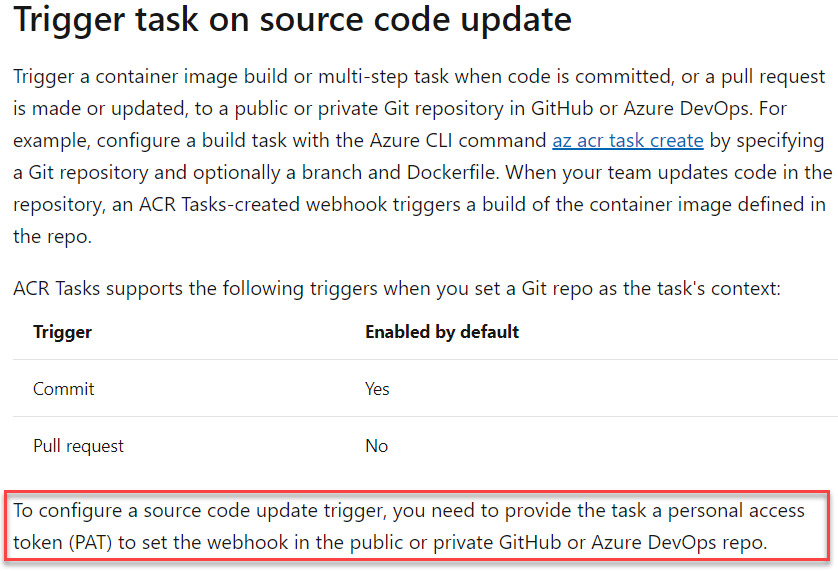 Trigger task on source code update
Trigger a container image build or multi-step task when code is committed, or a pull request
is made or updated, to a public or private Git repository in GitHub or Azure DevOps. For
example, configure a build task with the Azure CLI command az acr task create by specifying
a Git repository and optionally a branch and Dockerfile. When your team updates code in the
repository, an ACR Tasks-created webhook triggers a build of the container image defined in
the repo.
ACR Tasks supports the following triggers when you set a Git repo as the task's context:
Trigger Enabled by default
Commit Yes
Pull request No
To configure a source code update trigger, you need to provide the task a personal access
token (PAT) to set the webhook in the public or private GitHub or Azure DevOps repo.